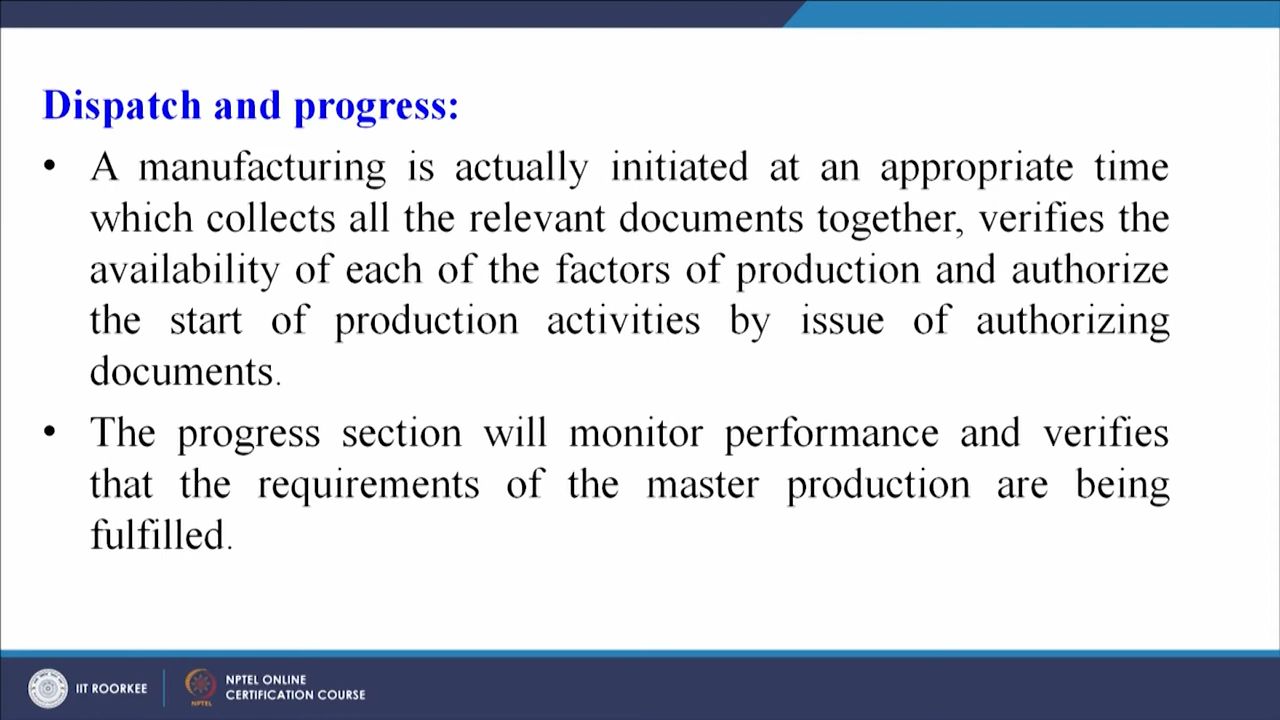 Dispatch and progress:
• A manufacturing is actually initiated at an appropriate time
which collects all the relevant documents together, verifies the
availability of each of the factors of production and authorize
the start of production activities by issue of authorizing
documents.
• The progress section will monitor performance and verifies
that the requirements of the master production are being
fulfilled.
IIT ROORKEE
NPTEL
NPTEL ONLINE
CERTIFICATION COURSE